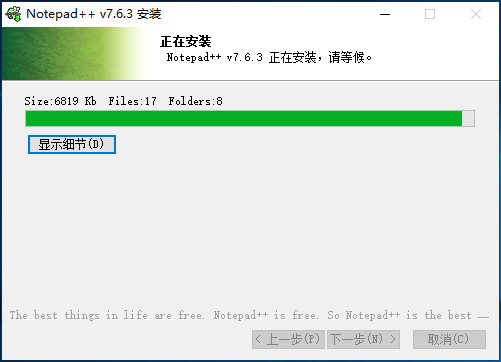 Notepad++ v7.6.3 安装
正在安装
Notepad++ v7.6.3 正在安装，请等候。
Size:6819 Kb Files:17 Folders:8
显示细节(D)
The best things in life are free. Notepad++ is free. So Notepad++ is the best
< 上一步(P) 下一步(N) > 取消(C)